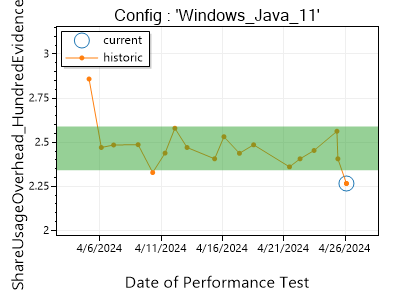 Config : 'Windows_Java_11'
ShareUsageOverhead_HundredEvidence
current
historic
3
2.75
2.5
2.25
2
4/6/2024
4/11/2024
4/16/2024
4/21/2024
4/26/2024
Date of Performance Test